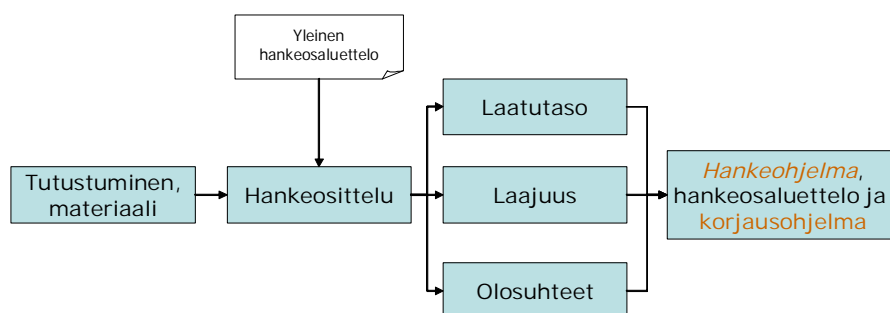 Yleinen
hankeosaluettelo
Laatutaso
Tutustuminen,
materiaali
Hankeosittelu
Laajuus
Hankeohjelma,
hankeosaluettelo ja
korjausohjelma
Olosuhteet